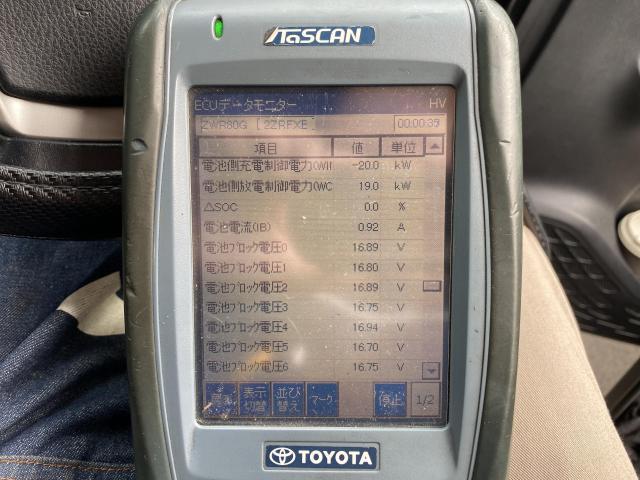 TaSCAN
ECUデータモニター HV
ZWR80G [ 2ZRFXE ] 00:00:35
項目 値 単位
電池側充電制御電力(WI -20.0 kW
電池側放電制御電力(WC 19.0 kW
△SOC 0.0 %
電池電流(IB) 0.92 A
電池ブロック電圧0 16.89 V
電池ブロック電圧1 16.80 V
電池ブロック電圧2 16.89 V
電池ブロック電圧3 16.75 V
電池ブロック電圧4 16.94 V
電池ブロック電圧5 16.70 V
電池ブロック電圧6 16.75 V
戻る 表示切替 並び替え マーク 停止 1/2
TOYOTA